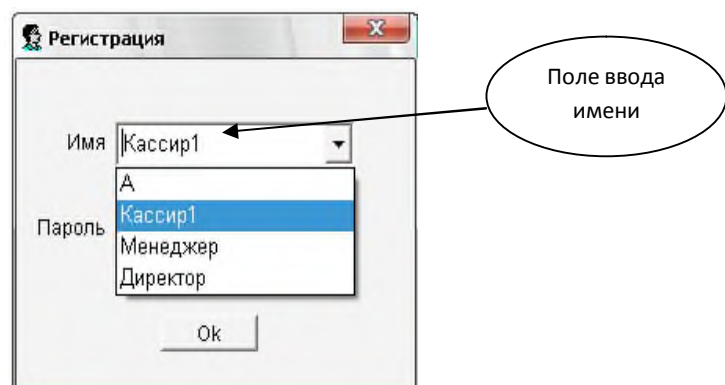 Регистрация
Поле ввода
имени
Имя Кассир1
А
Кассир1
Пароль
Менеджер
Директор
Ok